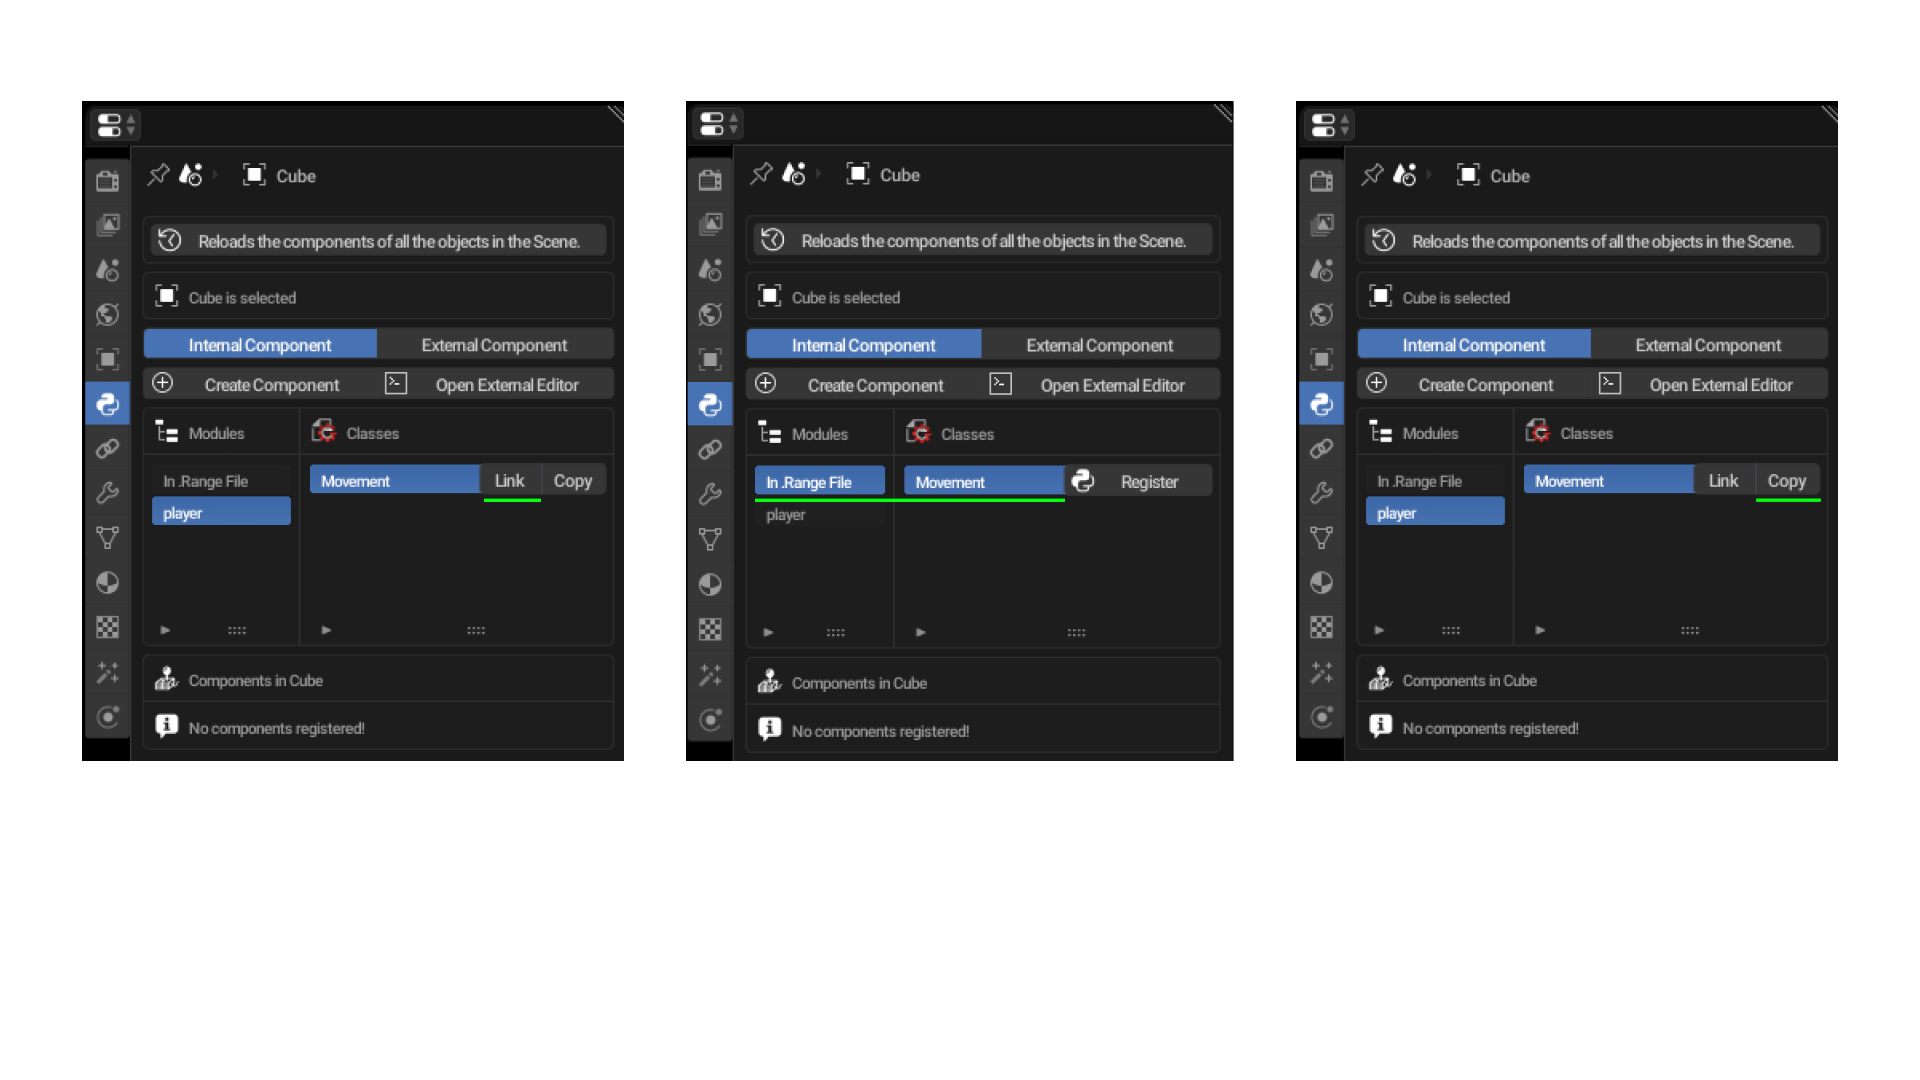 Cube
Reloads the components of all the objects in the Scene.
Cube is selected
Internal Component External Component
Create Component Open External Editor
Modules Classes
In .Range File Movement Link Copy
player
Components in Cube
No components registered!
Cube
Reloads the components of all the objects in the Scene.
Cube is selected
Internal Component External Component
Create Component Open External Editor
Modules Classes
In .Range File Movement Register
player
Components in Cube
No components registered!
Cube
Reloads the components of all the objects in the Scene.
Cube is selected
Internal Component External Component
Create Component Open External Editor
Modules Classes
In .Range File Movement Link Copy
player
Components in Cube
No components registered!